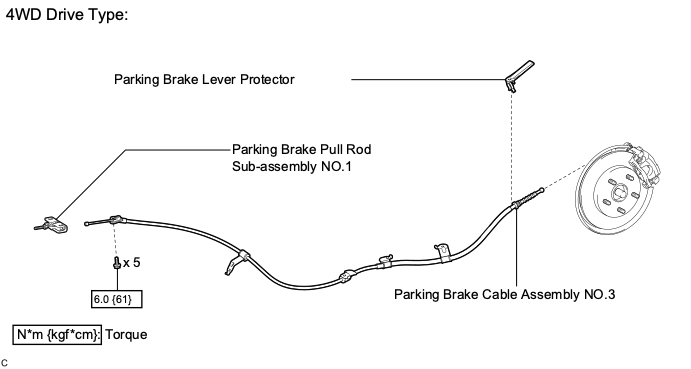 4WD Drive Type:
Parking Brake Lever Protector
Parking Brake Pull Rod
Sub-assembly NO.1
x 5
6.0 {61}
Parking Brake Cable Assembly NO.3
N*m {kgf*cm}: Torque
C